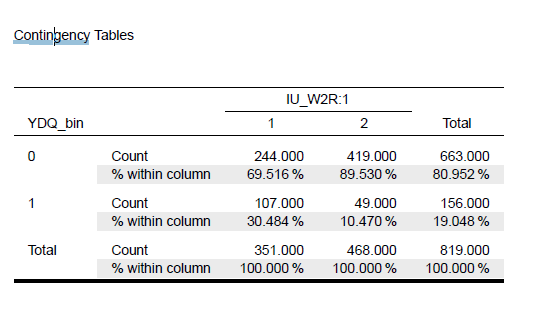 Contingency Tables
IU_W2R:1
YDQ_bin 1 2 Total
0 Count 244.000 419.000 663.000
% within column 69.516 % 89.530 % 80.952 %
1 Count 107.000 49.000 156.000
% within column 30.484 % 10.470 % 19.048 %
Total Count 351.000 468.000 819.000
% within column 100.000 % 100.000 % 100.000 %